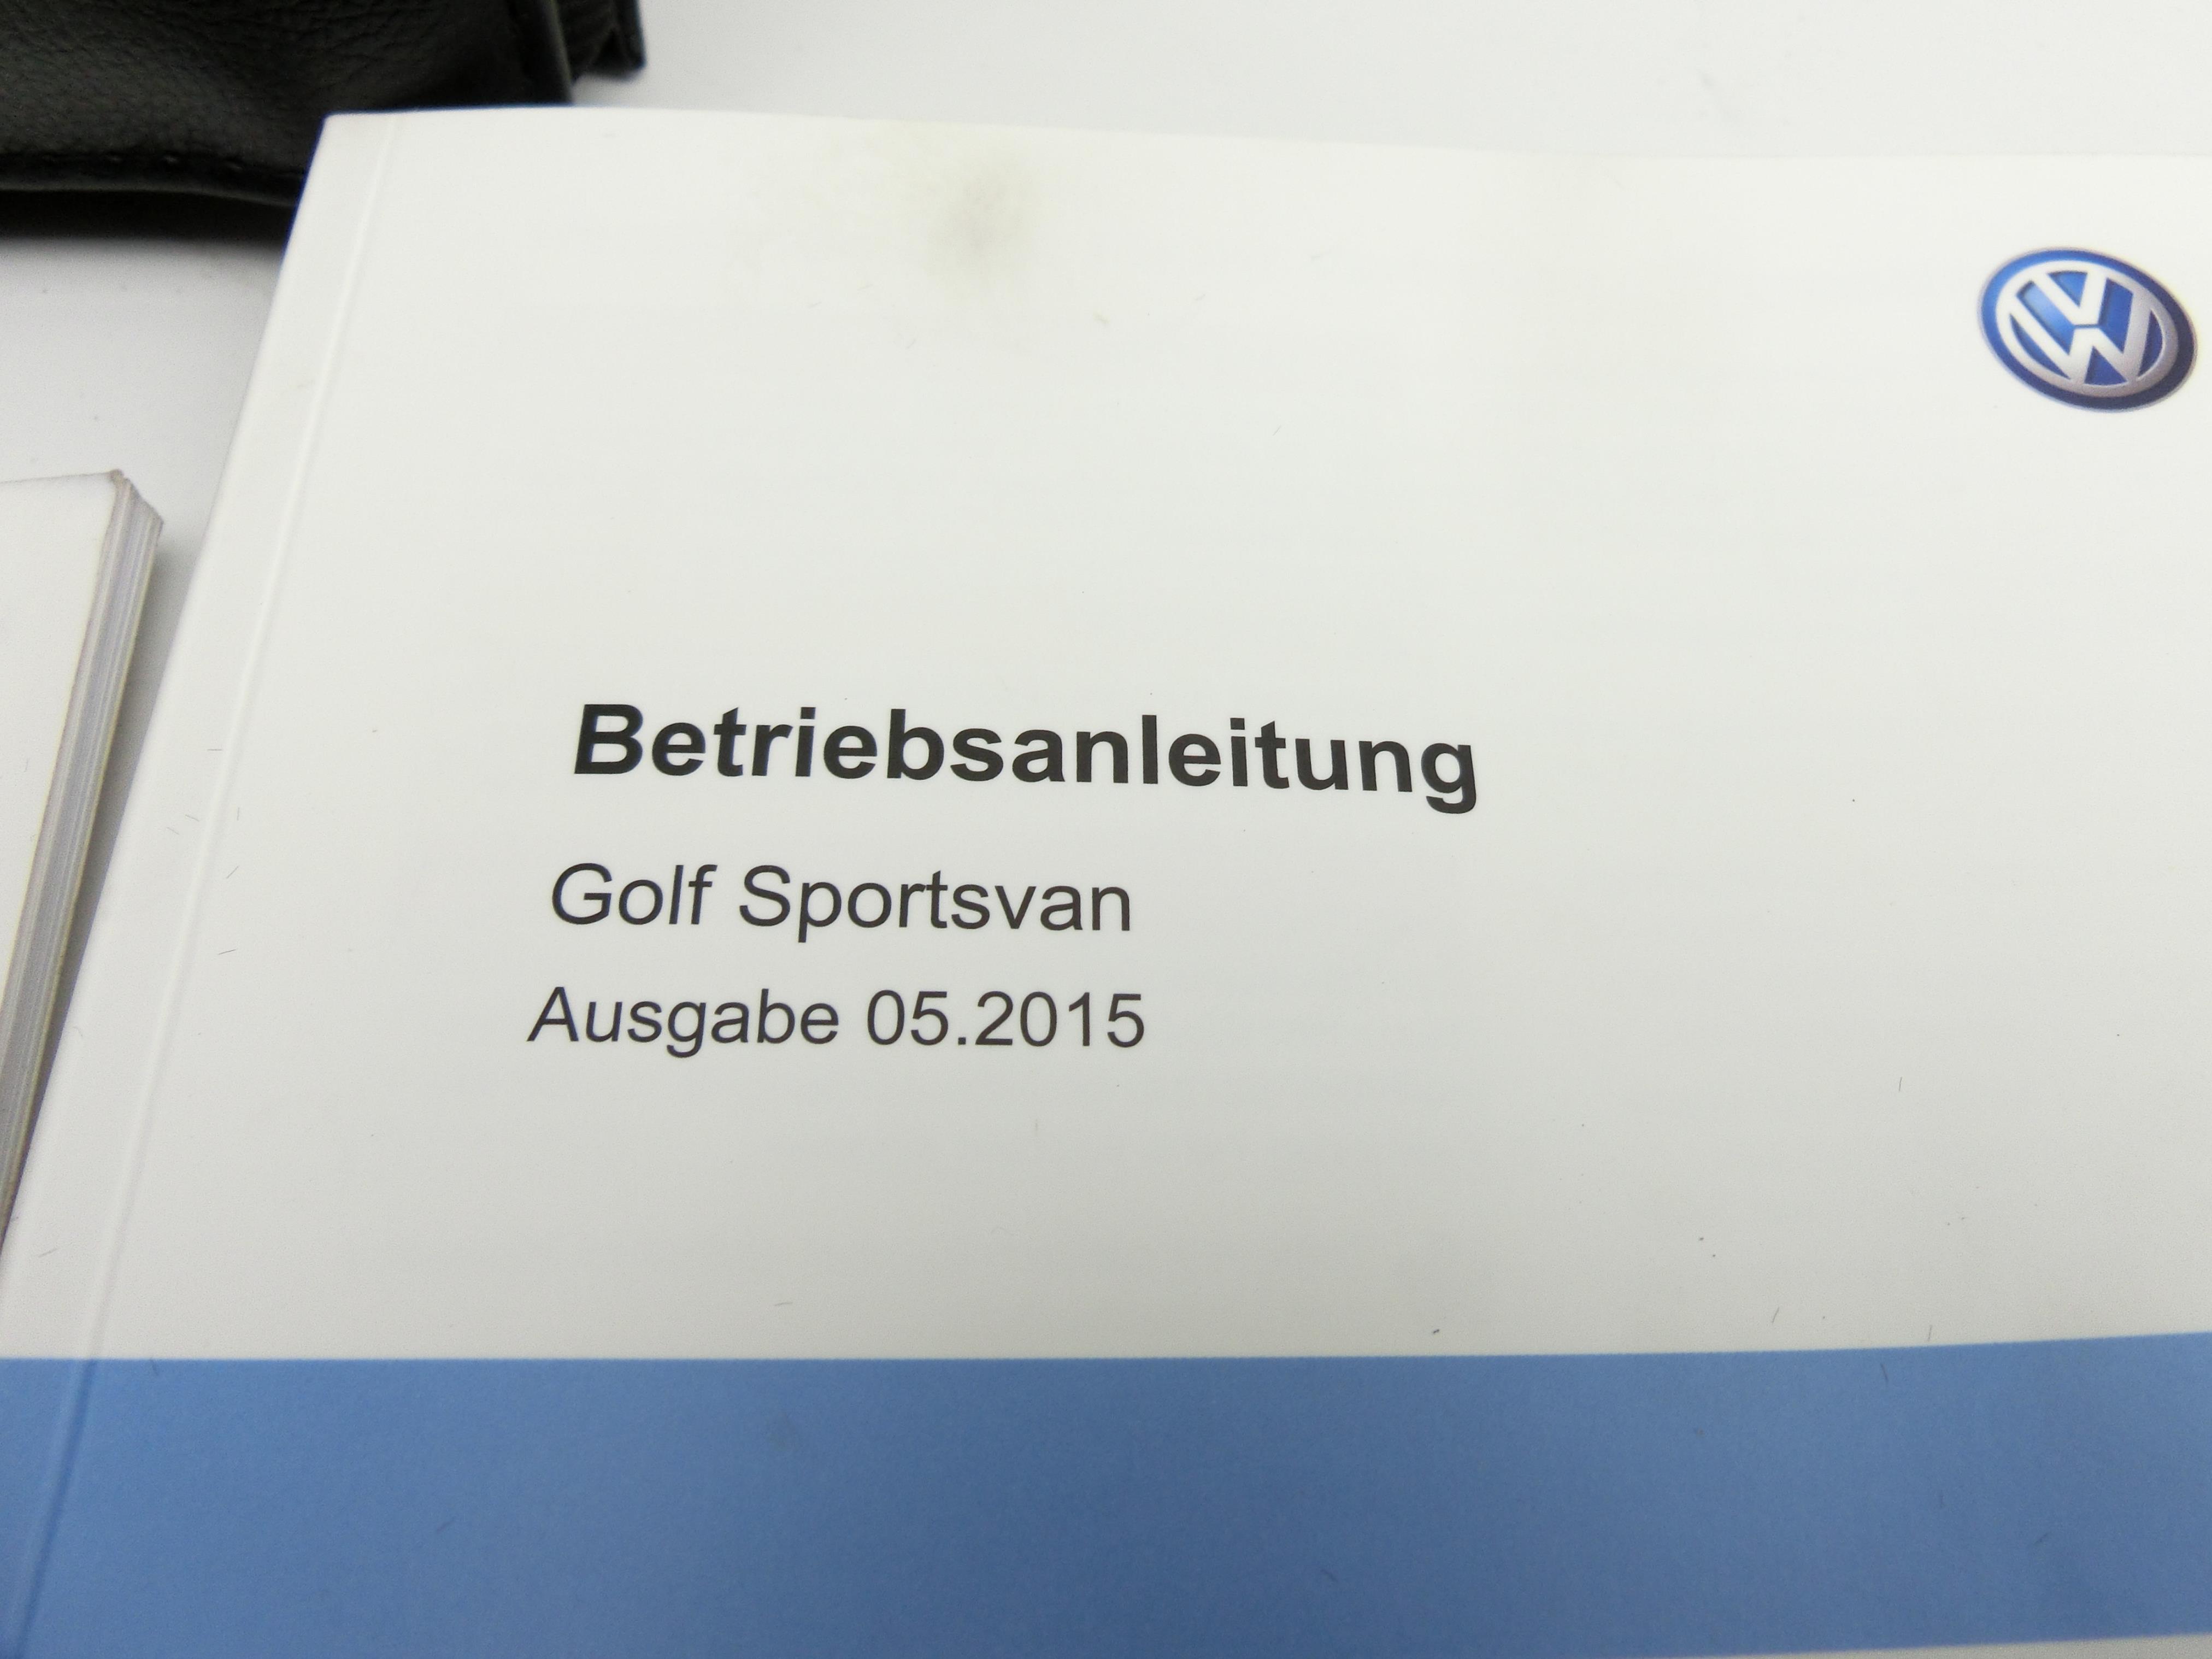 Betriebsanleitung
Golf Sportsvan
Ausgabe 05.2015